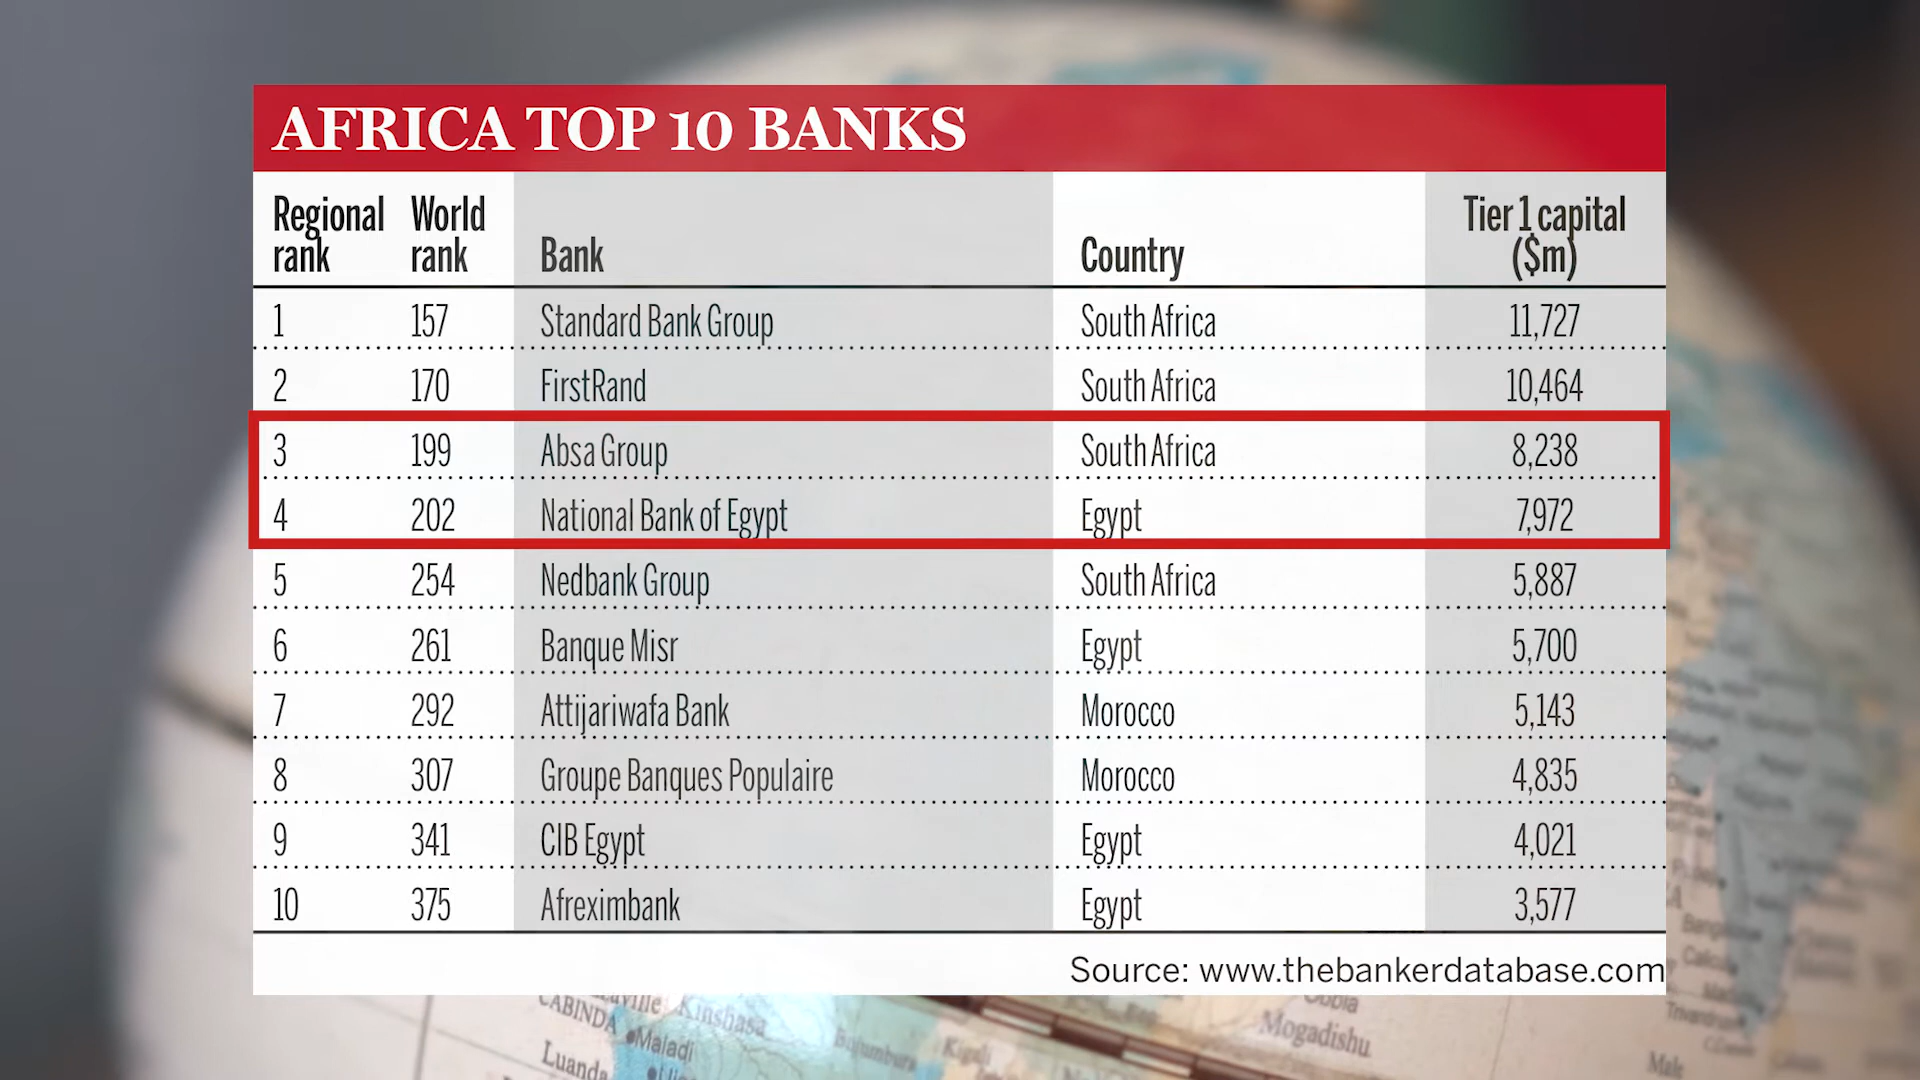 AFRICA TOP 10 BANKS
Regional rank World rank Bank Country Tier 1 capital ($m)
1 157 Standard Bank Group South Africa 11,727
2 170 FirstRand South Africa 10,464
3 199 Absa Group South Africa 8,238
4 202 National Bank of Egypt Egypt 7,972
5 254 Nedbank Group South Africa 5,887
6 261 Banque Misr Egypt 5,700
7 292 Attijariwafa Bank Morocco 5,143
8 307 Groupe Banques Populaire Morocco 4,835
9 341 CIB Egypt Egypt 4,021
10 375 Afreximbank Egypt 3,577
Source: www.thebankerdatabase.com
CABINDA
Kinshasa
Mogadishu
Luanda
Matadi
Bujumbura
Kigali
Male